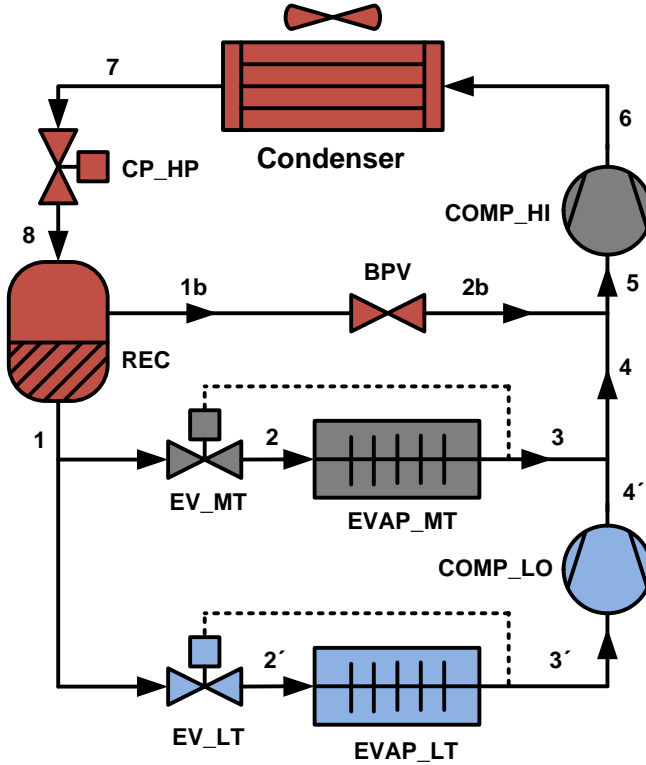 7
6
Condenser
CP_HP
COMP_HI
8
1b
BPV
2b
5
REC
4
1
2
3
EV_MT
EVAP_MT
4´
COMP_LO
2´
3´
EV_LT
EVAP_LT